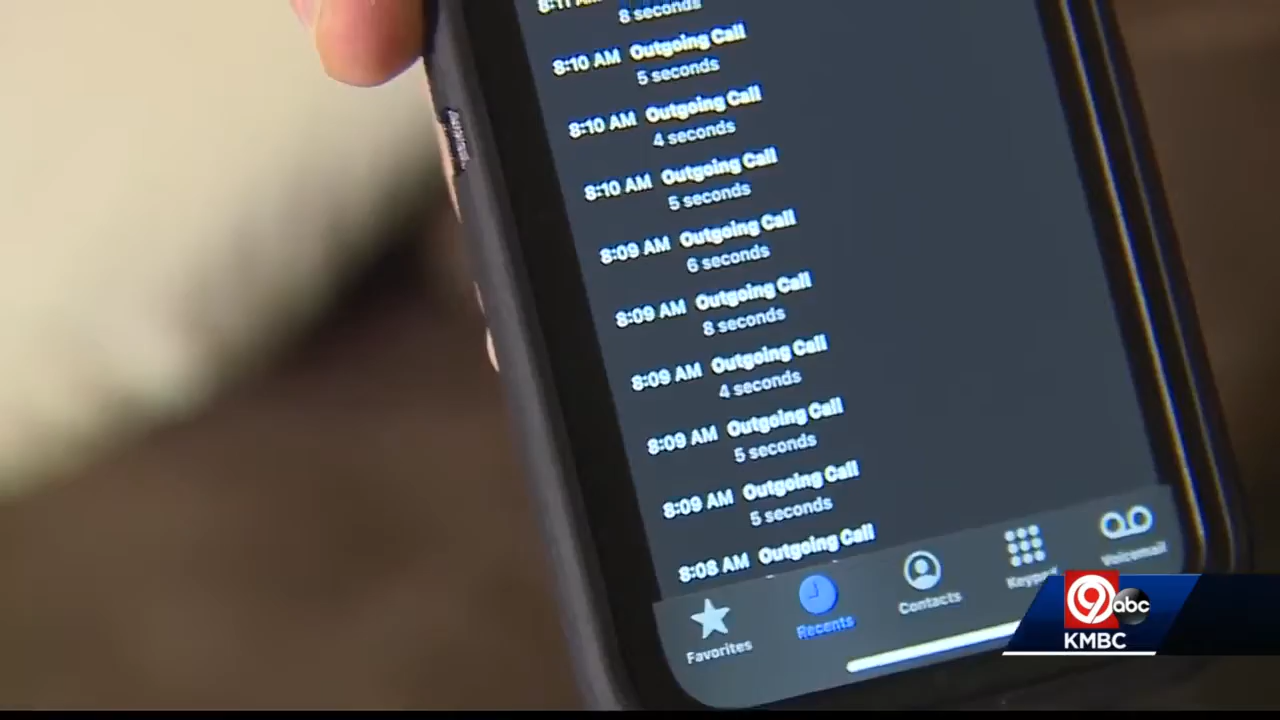 8:11 AM
8 seconds
8:10 AM Outgoing Call
5 seconds
8:10 AM Outgoing Call
4 seconds
8:10 AM Outgoing Call
5 seconds
8:09 AM Outgoing Call
6 seconds
8:09 AM Outgoing Call
8 seconds
8:09 AM Outgoing Call
4 seconds
8:09 AM Outgoing Call
5 seconds
8:09 AM Outgoing Call
5 seconds
8:08 AM Outgoing Call
Favorites Recents Contacts Keypad Voicemail
9 abc
KMBC